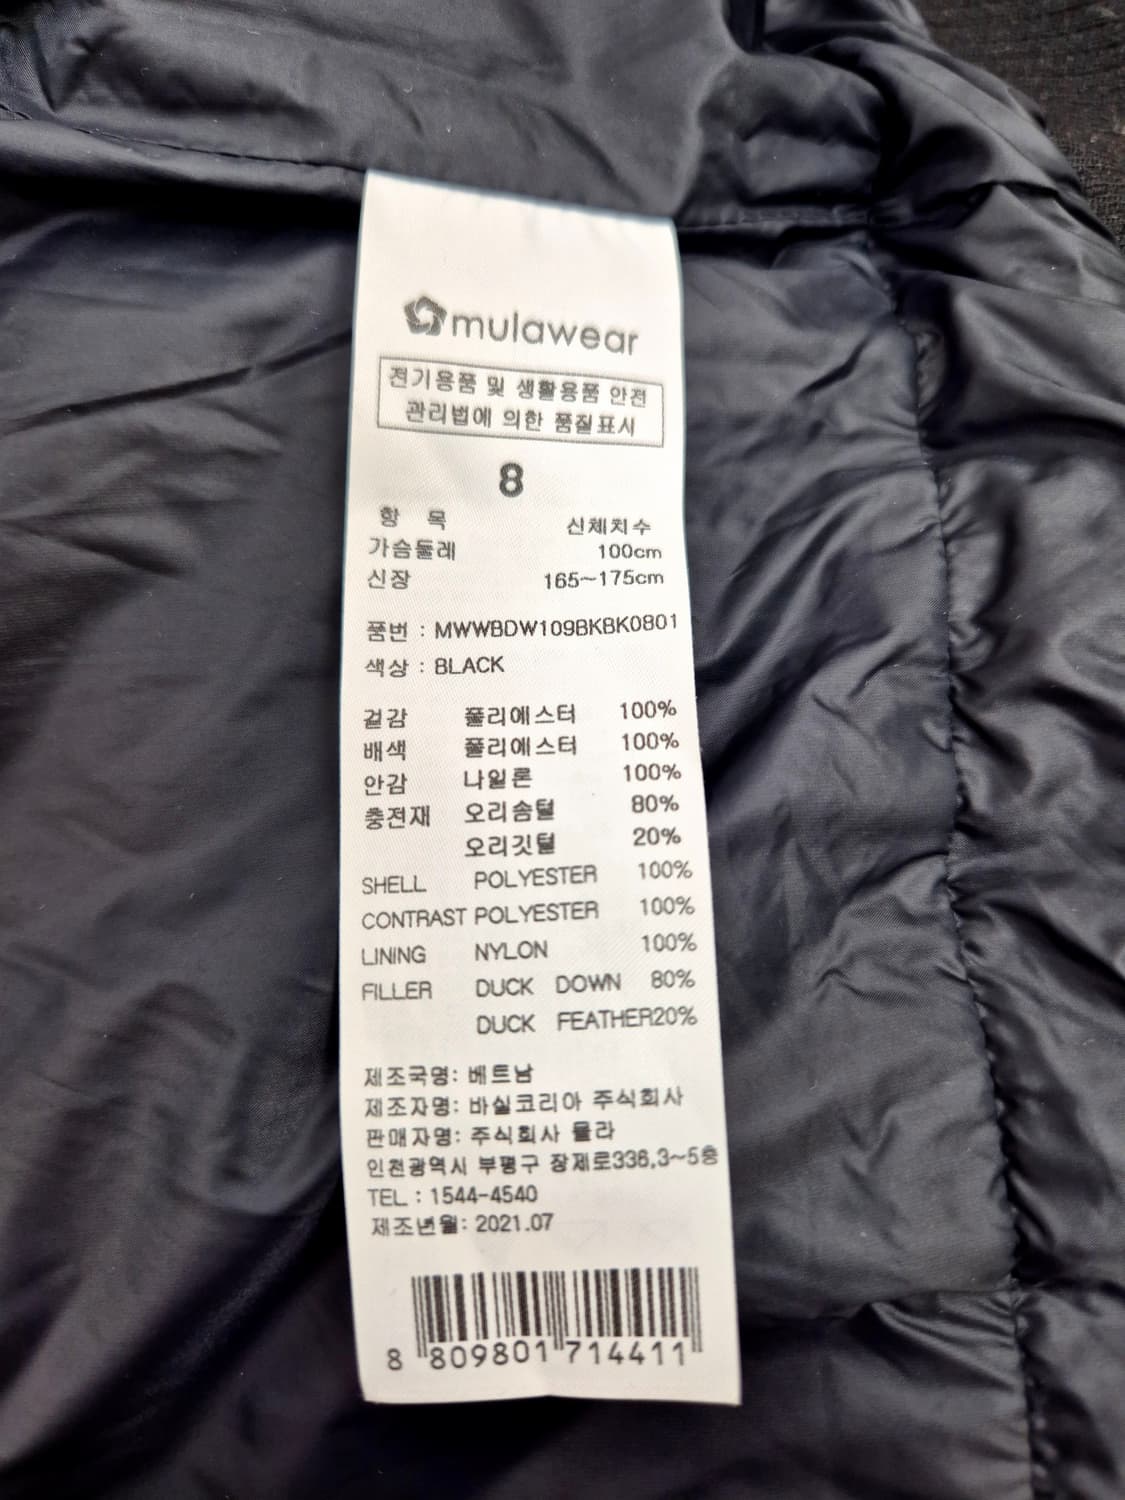 mulawear
전기용품 및 생활용품 안전
관리법에 의한 품질표시
8
항 목 신체치수
가슴둘레 100cm
신장 165~175cm
품번 : MWWBDW109BKBK0801
색상 : BLACK
겉감 폴리에스터 100%
배색 폴리에스터 100%
안감 나일론 100%
충전재 오리솜털 80%
오리깃털 20%
SHELL POLYESTER 100%
CONTRAST POLYESTER 100%
LINING NYLON 100%
FILLER DUCK DOWN 80%
DUCK FEATHER20%
제조국명: 베트남
제조자명: 바실코리아 주식회사
판매자명: 주식회사 뮬라
인천광역시 부평구 장제로336,3~5층
TEL : 1544-4540
제조년월: 2021.07
8 809801 714411